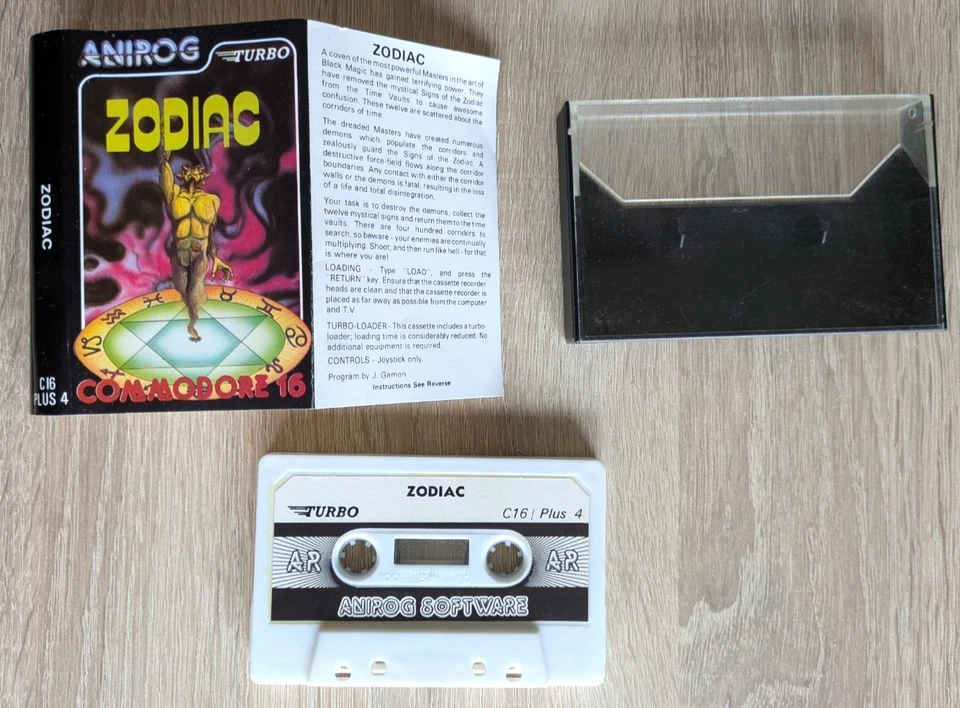 ANIROG
TURBO
ZODIAC
ZODIAC
COMMODORE 16
C16
PLUS 4
ZODIAC
A coven of the most powerful Masters in the art of
Black Magic has gained terrifying power. They
have removed the mystical Signs of the Zodiac
from the Time Vaults to cause awesome
confusion. These twelve are scattered about the
corridors of time.
The dreaded Masters have created numerous
demons which populate the corridors and
zealously guard the Signs of the Zodiac. A
destructive force-field flows along the corridor
boundaries. Any contact with either the corridor
walls or the demons is fatal, resulting in the loss
of a life and total disintegration.
Your task is to destroy the demons, collect the
twelve mystical signs and return them to the time
vaults. There are four hundred corridors to
search, so beware - your enemies are continually
multiplying. Shoot, and then run like hell - for that
is where you are!
LOADING - Type "LOAD", and press the
"RETURN" key. Ensure that the cassette recorder
heads are clean and that the cassette recorder is
placed as far away as possible from the computer
and T.V.
TURBO-LOADER - This cassette includes a turbo-
loader; loading time is considerably reduced. No
additional equipment is required.
CONTROLS - Joystick only.
Program by J. Gamon
Instructions See Reverse
ZODIAC
TURBO
C16 | Plus 4
AR
AR
ANIROG SOFTWARE